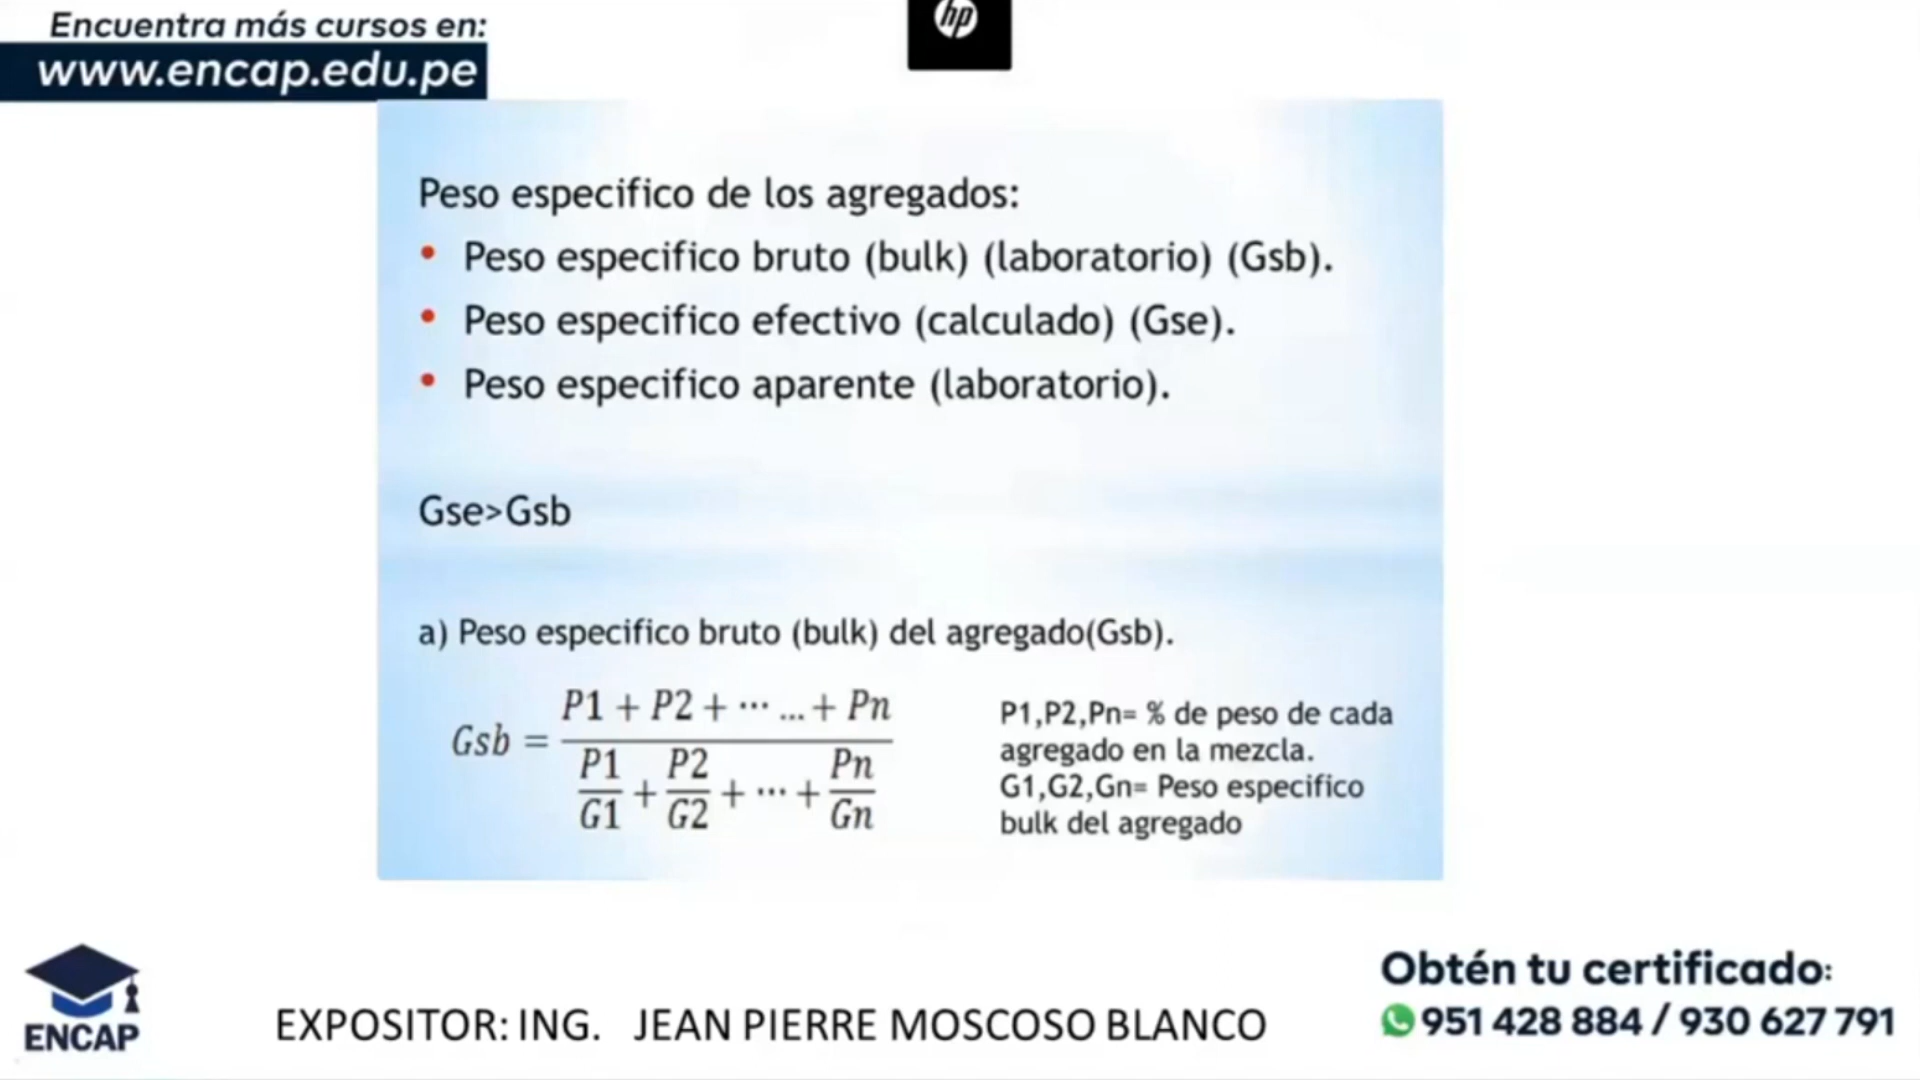 Encuentra más cursos en:
www.encap.edu.pe
hp
Peso especifico de los agregados:
• Peso especifico bruto (bulk) (laboratorio) (Gsb).
• Peso especifico efectivo (calculado) (Gse).
• Peso especifico aparente (laboratorio).
Gse>Gsb
a) Peso especifico bruto (bulk) del agregado(Gsb).
P1 + P2 + ⋯ ... + Pn
Gsb =
P1/G1 + P2/G2 + ⋯ + Pn/Gn
P1,P2,Pn= % de peso de cada
agregado en la mezcla.
G1,G2,Gn= Peso especifico
bulk del agregado
ENCAP
EXPOSITOR: ING. JEAN PIERRE MOSCOSO BLANCO
Obtén tu certificado:
951 428 884 / 930 627 791